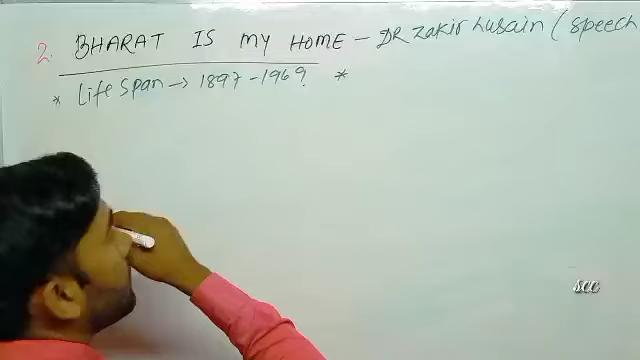 2. BHARAT IS MY HOME - DR Zakir husain (speech
* Life span → 1897 - 1969 *
scc